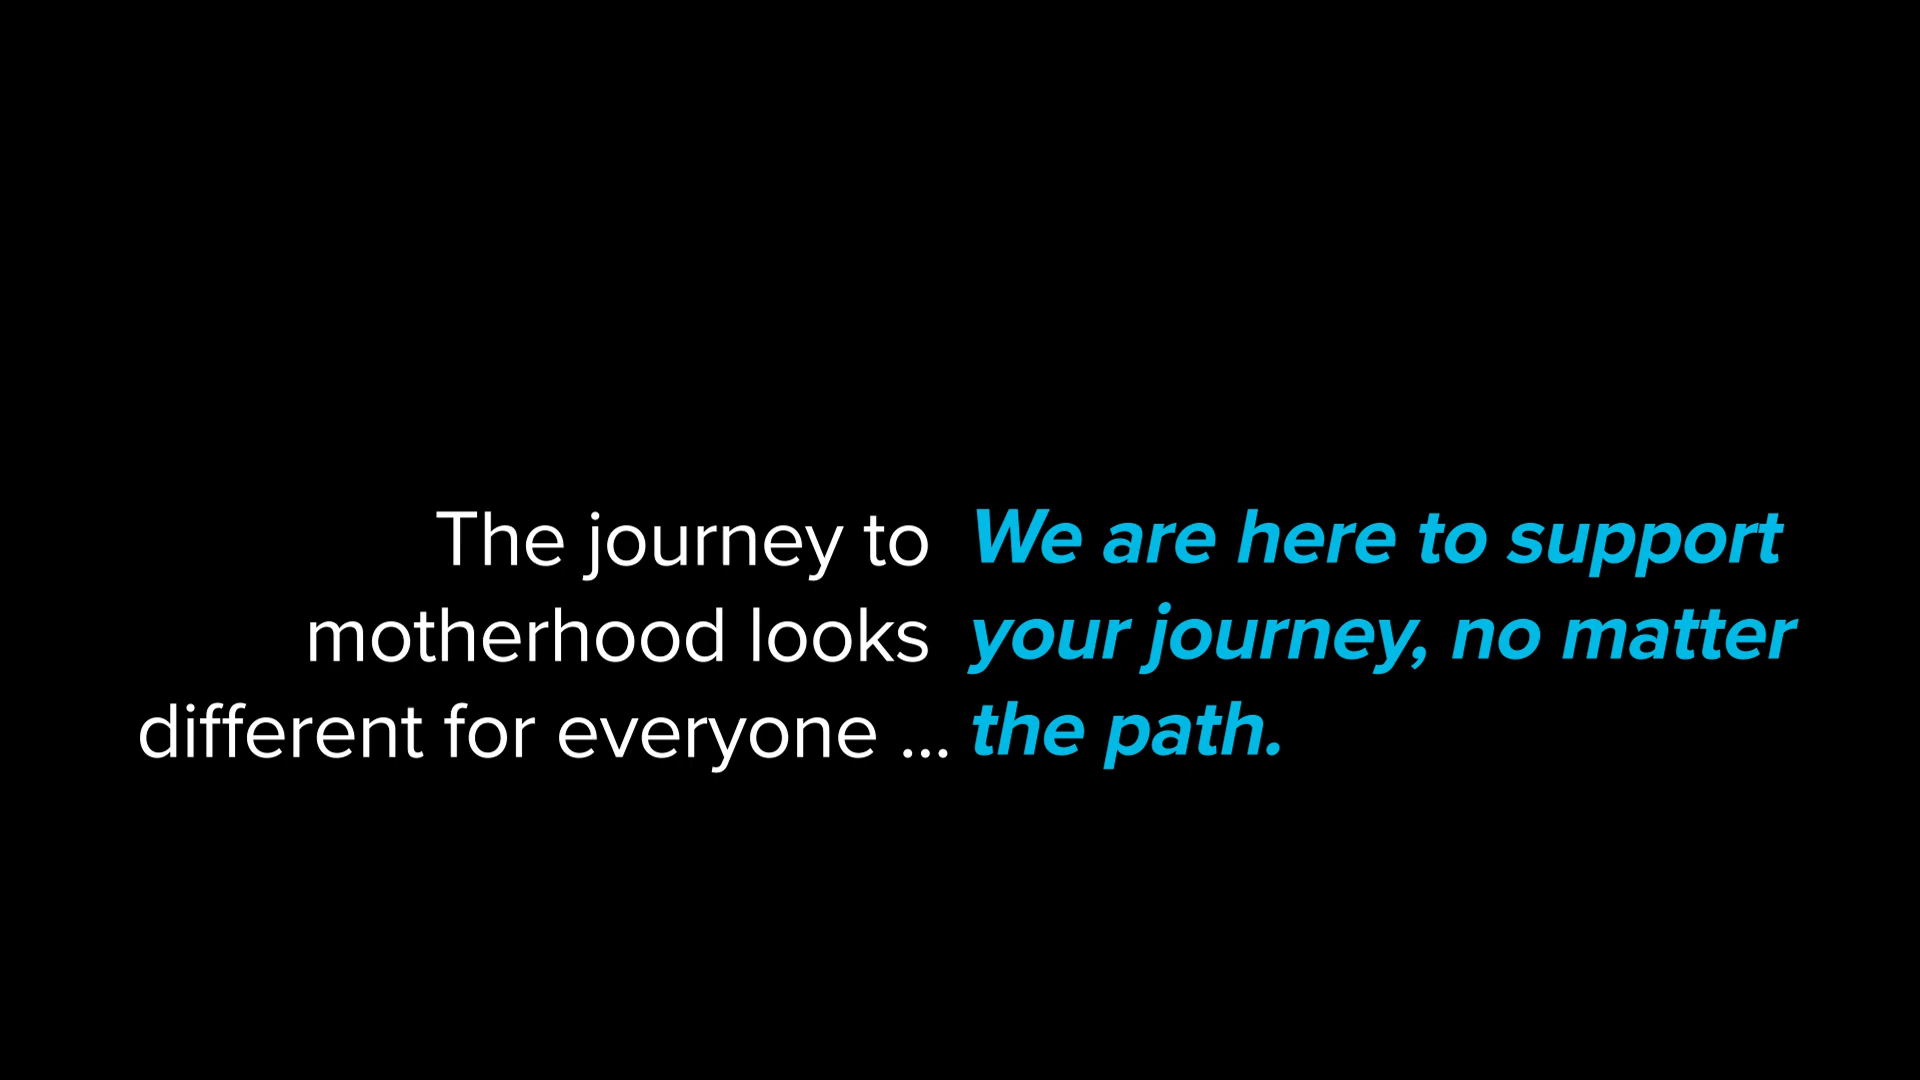 The journey to
motherhood looks
different for everyone ...
We are here to support
your journey, no matter
the path.